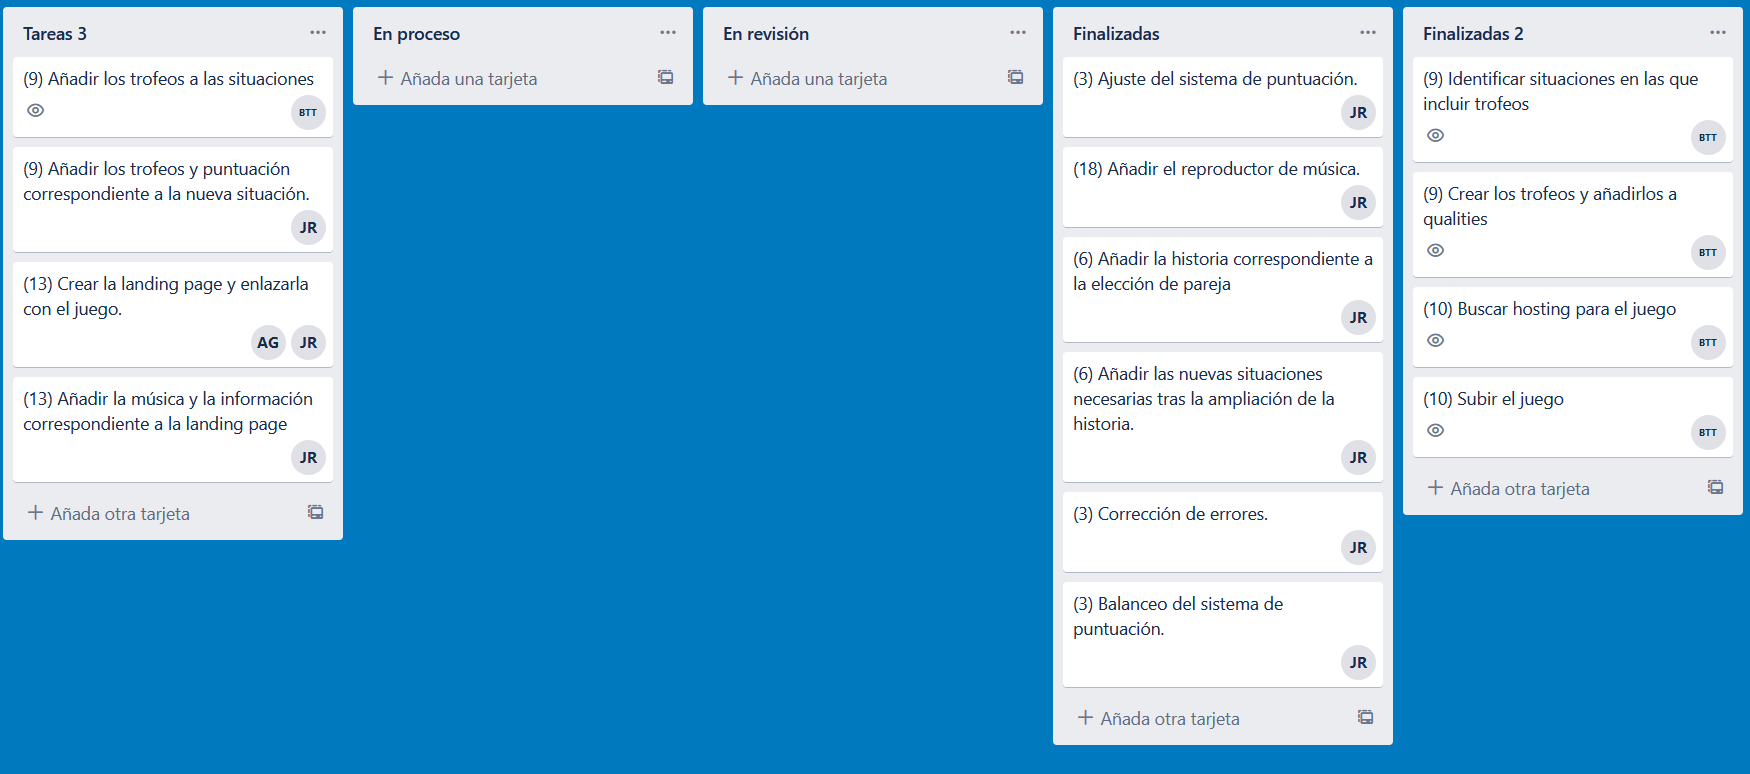 Tareas 3
(9) Añadir los trofeos a las situaciones
BTT
(9) Añadir los trofeos y puntuación
correspondiente a la nueva situación.
JR
(13) Crear la landing page y enlazarla
con el juego.
AG JR
(13) Añadir la música y la información
correspondiente a la landing page
JR
+ Añada otra tarjeta
En proceso
+ Añada una tarjeta
En revisión
+ Añada una tarjeta
Finalizadas
(3) Ajuste del sistema de puntuación.
JR
(18) Añadir el reproductor de música.
JR
(6) Añadir la historia correspondiente a
la elección de pareja
JR
(6) Añadir las nuevas situaciones
necesarias tras la ampliación de la
historia.
JR
(3) Corrección de errores.
JR
(3) Balanceo del sistema de
puntuación.
JR
+ Añada otra tarjeta
Finalizadas 2
(9) Identificar situaciones en las que
incluir trofeos
BTT
(9) Crear los trofeos y añadirlos a
qualities
BTT
(10) Buscar hosting para el juego
BTT
(10) Subir el juego
BTT
+ Añada otra tarjeta